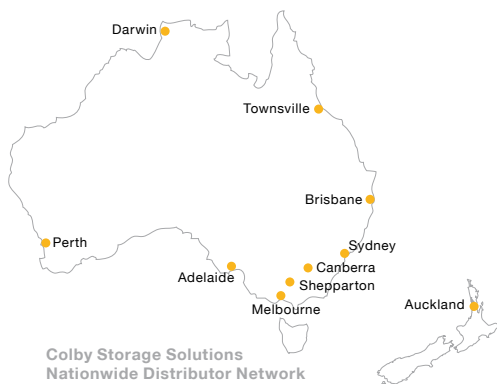 Darwin
Townsville
Brisbane
Perth
Sydney
Adelaide
Canberra
Shepparton
Melbourne
Auckland
Colby Storage Solutions
Nationwide Distributor Network